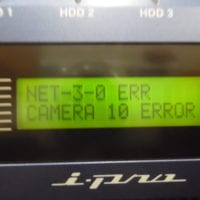 HDD 2 HDD 3
NET-3-0 ERR
CAMERA 10 ERROR
i-pro